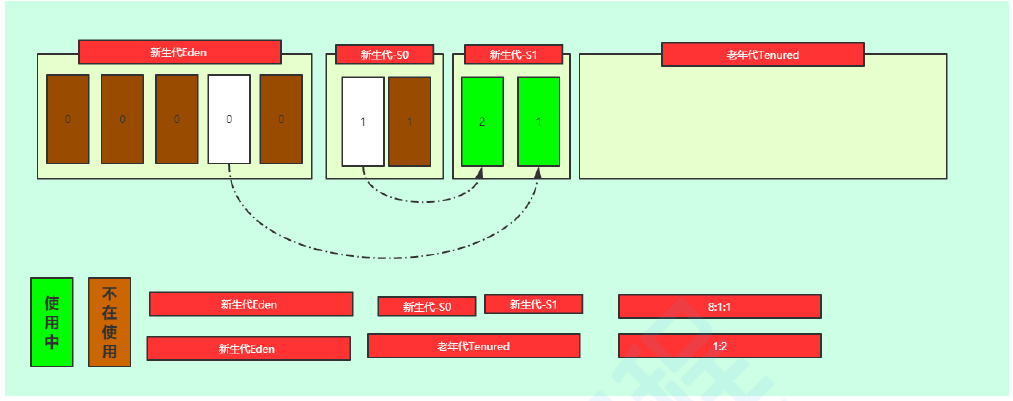 新生代Eden
新生代-S0
新生代-S1
老年代Tenured
0 0 0 0 0
1 1
2 1
使用中
不在使用
新生代Eden
新生代-S0
新生代-S1
8:1:1
新生代Eden
老年代Tenured
1:2